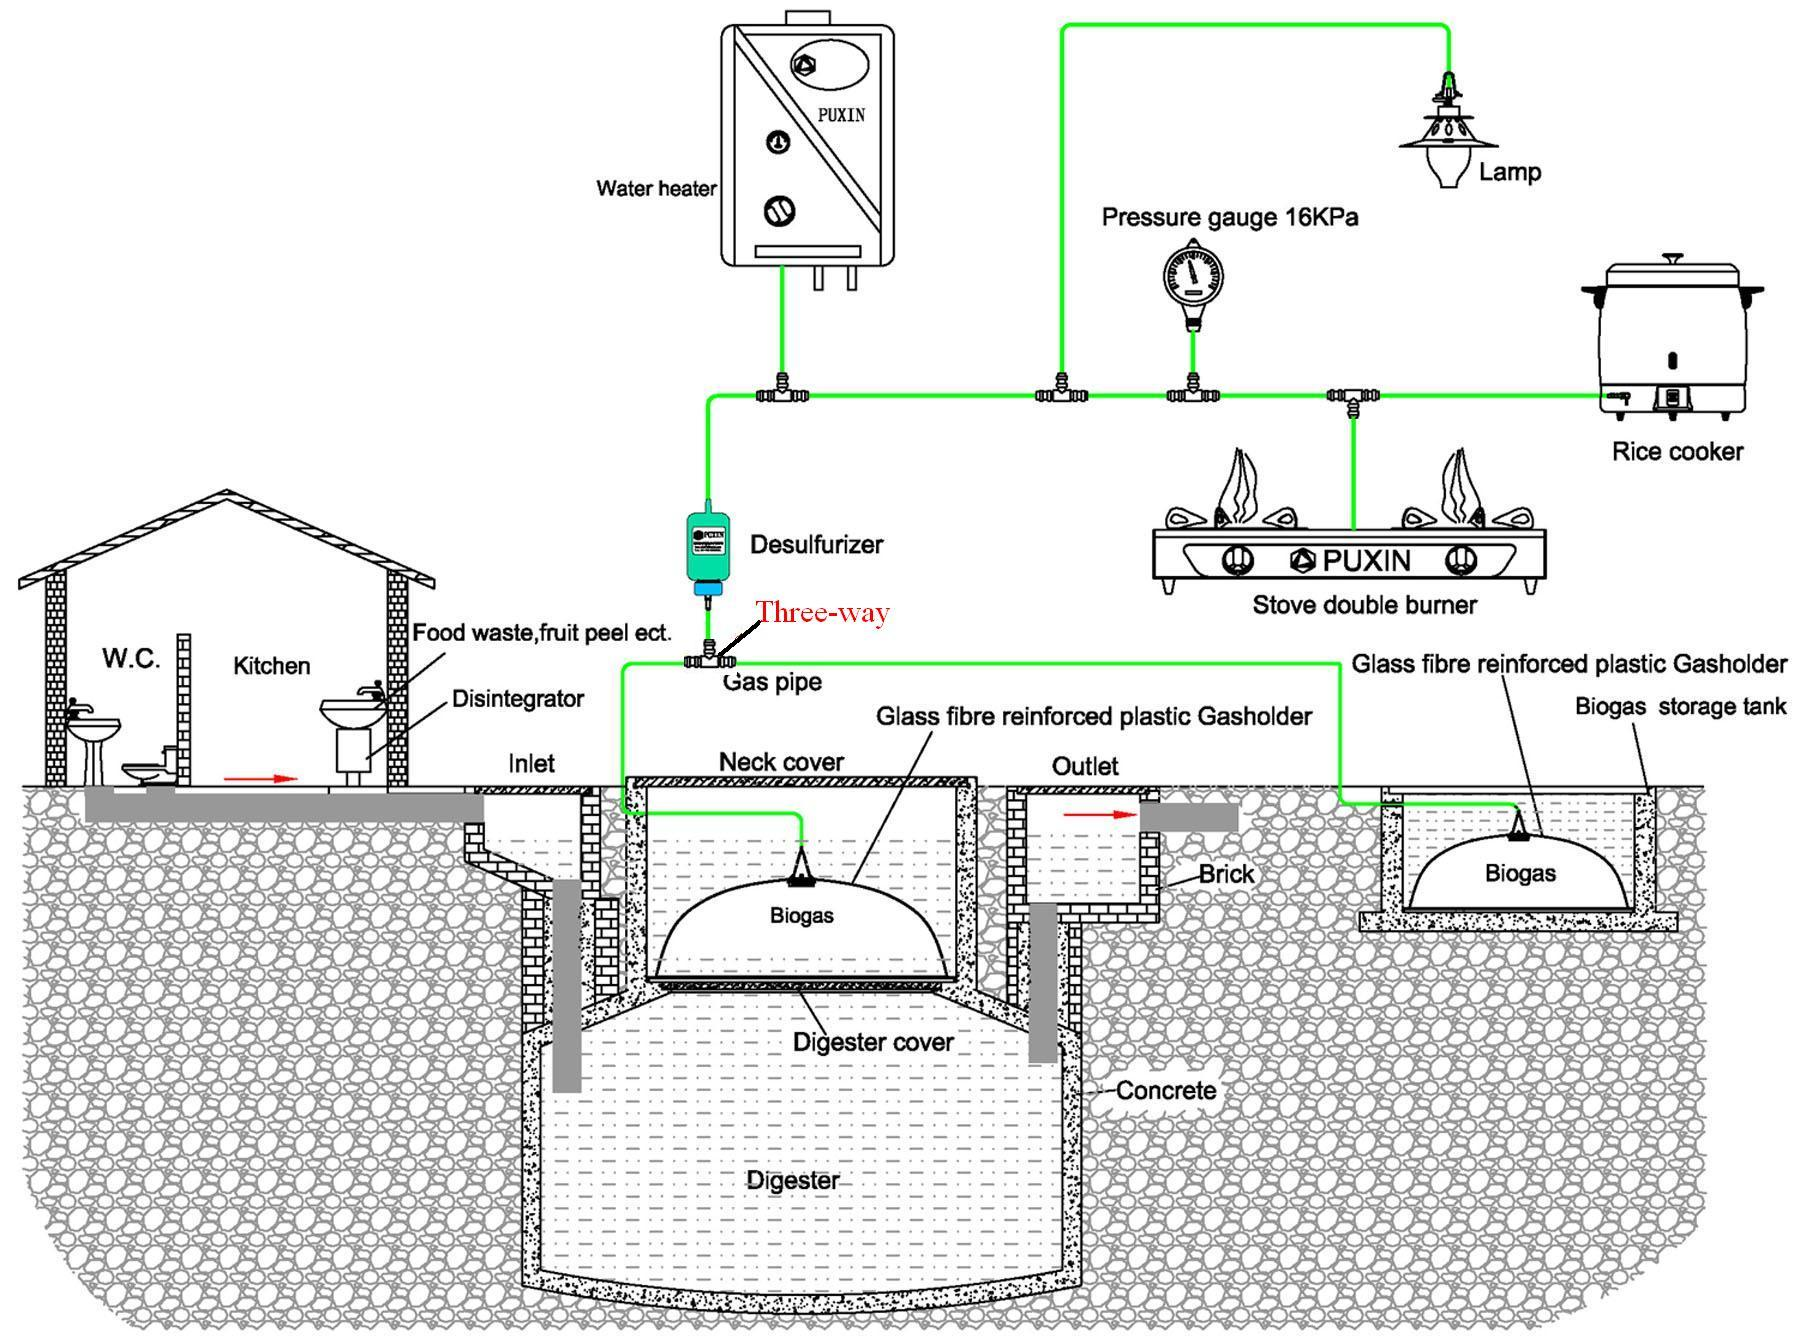 PUXIN
Water heater
Lamp
Pressure gauge 16KPa
Rice cooker
PUXIN
Desulfurizer
PUXIN
Stove double burner
Three-way
Food waste,fruit peel ect.
W.C.
Kitchen
Gas pipe
Glass fibre reinforced plastic Gasholder
Disintegrator
Biogas storage tank
Glass fibre reinforced plastic Gasholder
Inlet
Neck cover
Outlet
Brick
Biogas
Biogas
Digester cover
Concrete
Digester